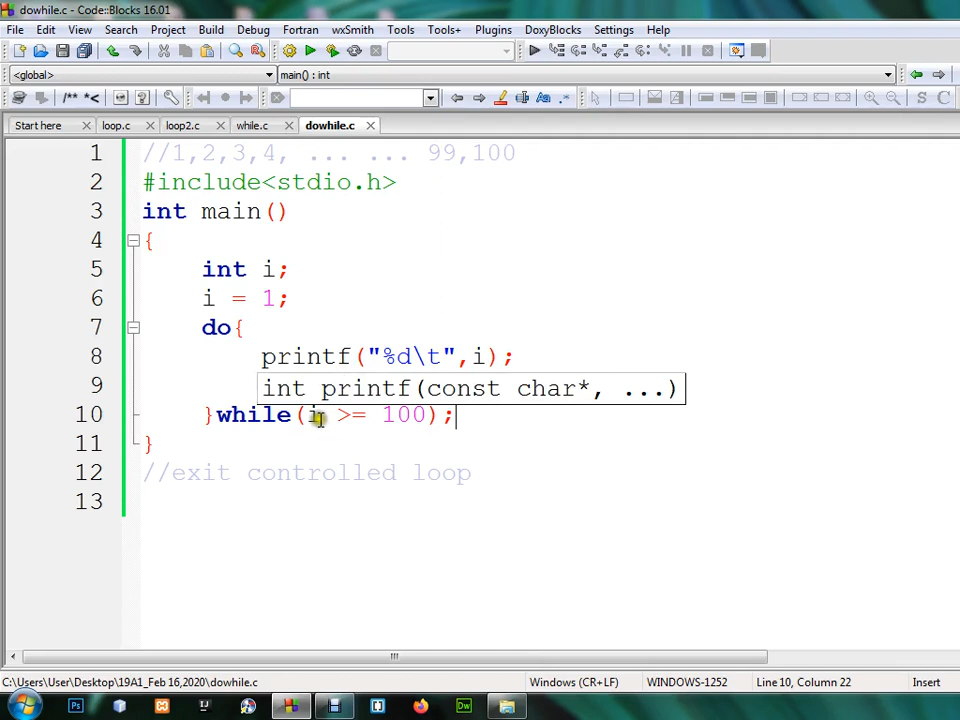 dowhile.c - Code::Blocks 16.01
File Edit View Search Project Build Debug Fortran wxSmith Tools Tools+ Plugins DoxyBlocks Settings Help
<global> main() : int
/** *< S C
Start here loop.c loop2.c while.c dowhile.c
1 //1,2,3,4, ... ... 99,100
2 #include<stdio.h>
3 int main()
4 {
5 int i;
6 i = 1;
7 do{
8 printf("%d\t",i);
9 int printf(const char*, ...)
10 }while(i >= 100);
11 }
12 //exit controlled loop
13
C:\Users\User\Desktop\19A1_Feb 16,2020\dowhile.c Windows (CR+LF) WINDOWS-1252 Line 10, Column 22 Insert
Ps IJ Dw